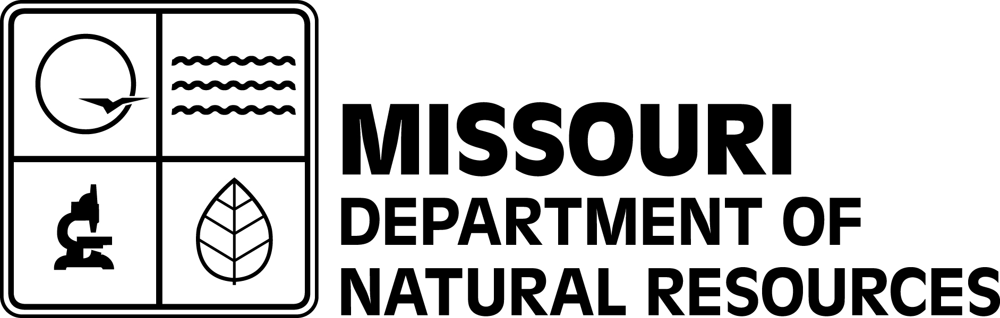 MISSOURI
DEPARTMENT OF
NATURAL RESOURCES